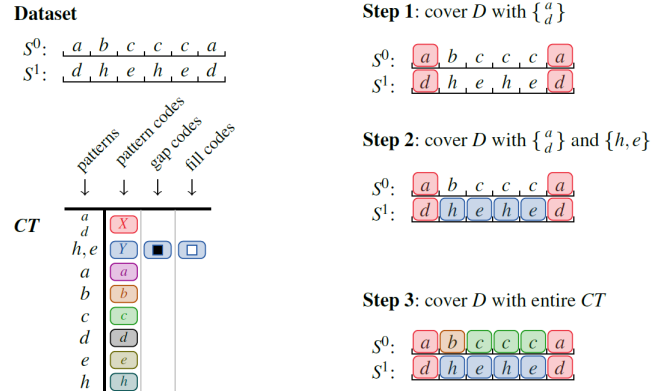 Dataset
S⁰: a b c c c a
S¹: d h e h e d
patterns
pattern codes
gap codes
fill codes
CT
a
d X
h, e Y
a a
b b
c c
d d
e e
h h
Step 1: cover D with { a d }
S⁰: a b c c c a
S¹: d h e h e d
Step 2: cover D with { a d } and {h, e}
S⁰: a b c c c a
S¹: d h e h e d
Step 3: cover D with entire CT
S⁰: a b c c c a
S¹: d h e h e d